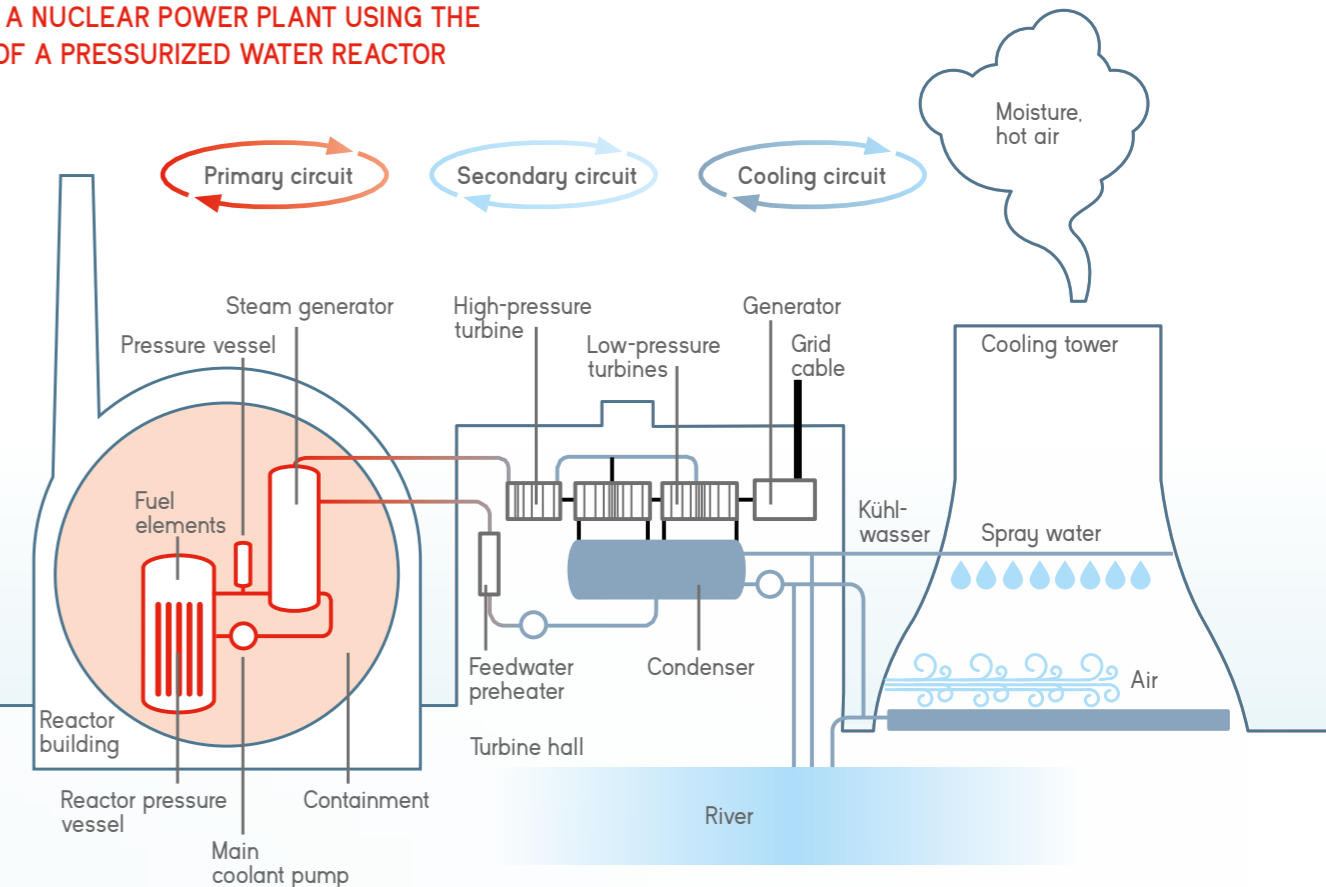 A NUCLEAR POWER PLANT USING THE
OF A PRESSURIZED WATER REACTOR
Primary circuit
Secondary circuit
Cooling circuit
Moisture,
hot air
Steam generator
Pressure vessel
High-pressure
turbine
Low-pressure
turbines
Generator
Grid
cable
Cooling tower
Fuel
elements
Kühl-
wasser
Spray water
Feedwater
preheater
Condenser
Air
Reactor
building
Turbine hall
Reactor pressure
vessel
Containment
River
Main
coolant pump